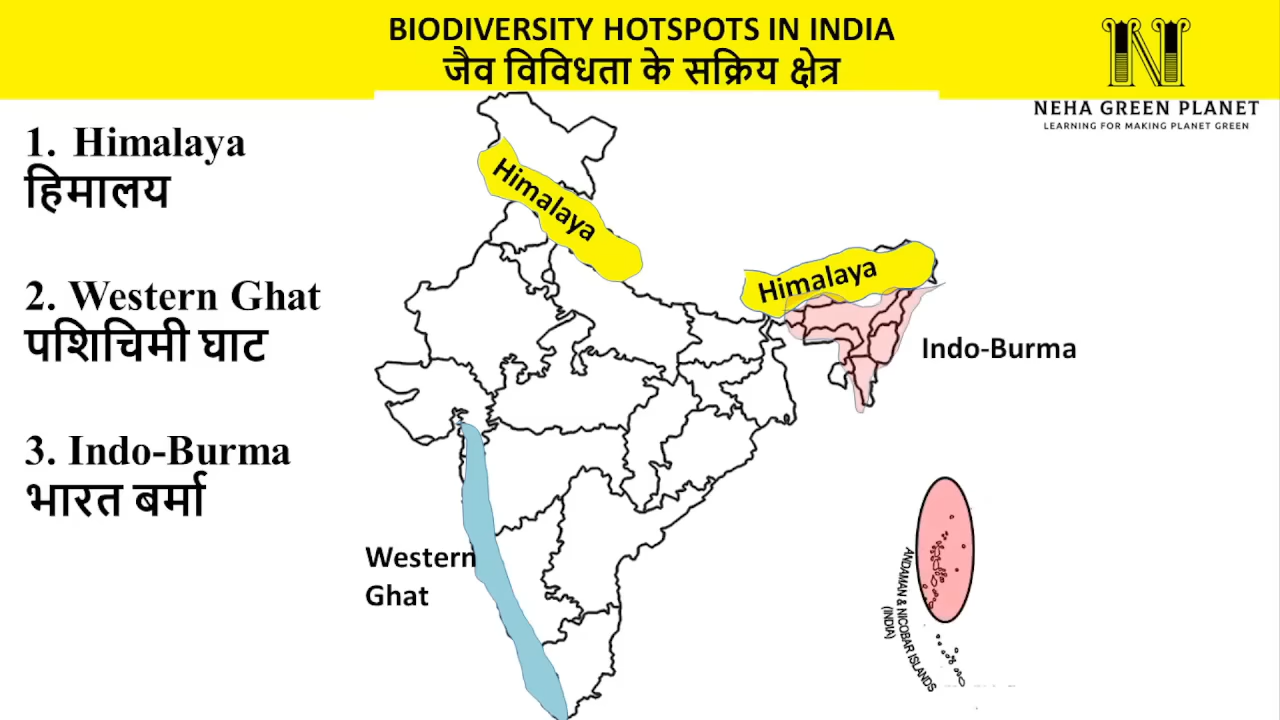 BIODIVERSITY HOTSPOTS IN INDIA
जैव विविधता के सक्रिय क्षेत्र
NEHA GREEN PLANET
LEARNING FOR MAKING PLANET GREEN
1. Himalaya
हिमालय
2. Western Ghat
पशिचिमी घाट
3. Indo-Burma
भारत बर्मा
Himalaya
Himalaya
Indo-Burma
Western
Ghat
ANDAMAN & NICOBAR ISLANDS
(INDIA)